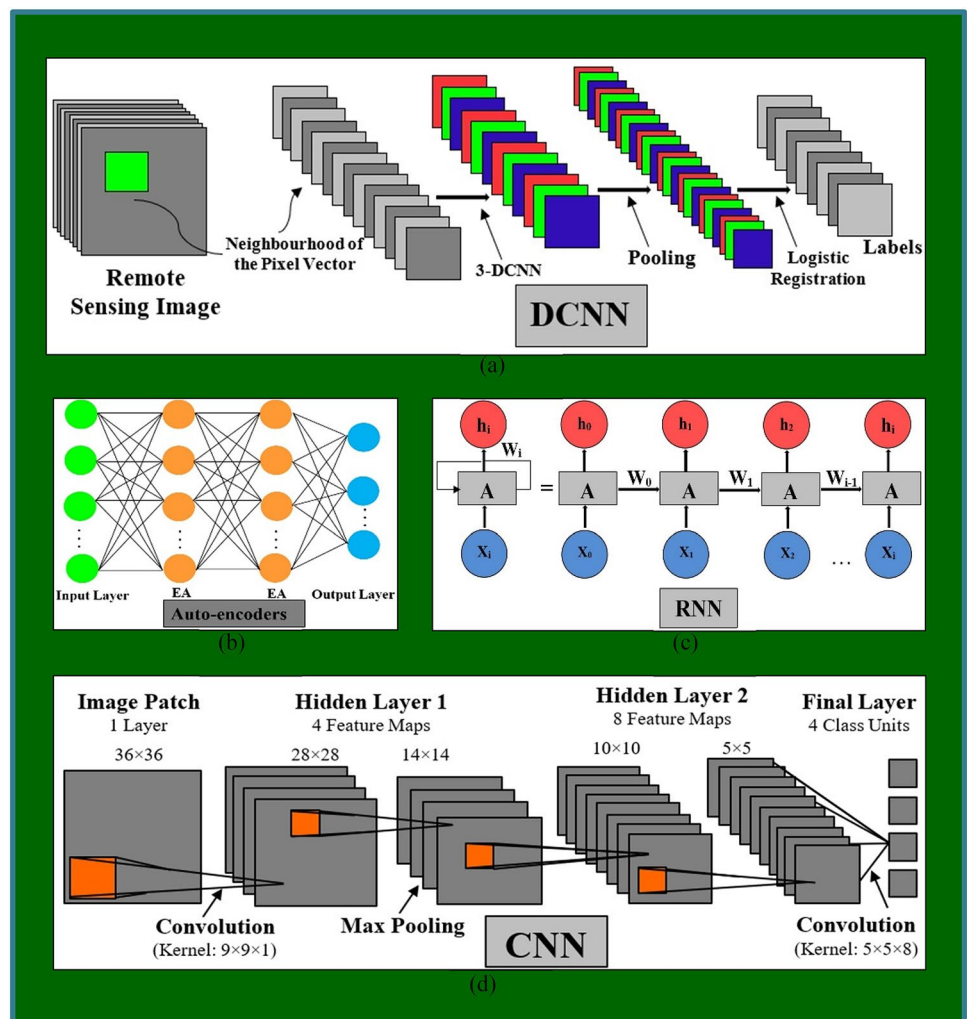 Remote
Sensing Image
Neighbourhood of
the Pixel Vector
3-DCNN
Pooling
Logistic
Registration
Labels
DCNN
(a)
Input Layer
EA
EA
Output Layer
Auto-encoders
(b)
hᵢ
h₀
h₁
h₂
hᵢ
Wᵢ
A
=
A
W₀
A
W₁
A
Wᵢ₋₁
A
Xᵢ
X₀
X₁
X₂
...
Xᵢ
RNN
(c)
Image Patch
1 Layer
36×36
Hidden Layer 1
4 Feature Maps
28×28
14×14
Hidden Layer 2
8 Feature Maps
10×10
5×5
Final Layer
4 Class Units
Convolution
(Kernel: 9×9×1)
Max Pooling
CNN
Convolution
(Kernel: 5×5×8)
(d)